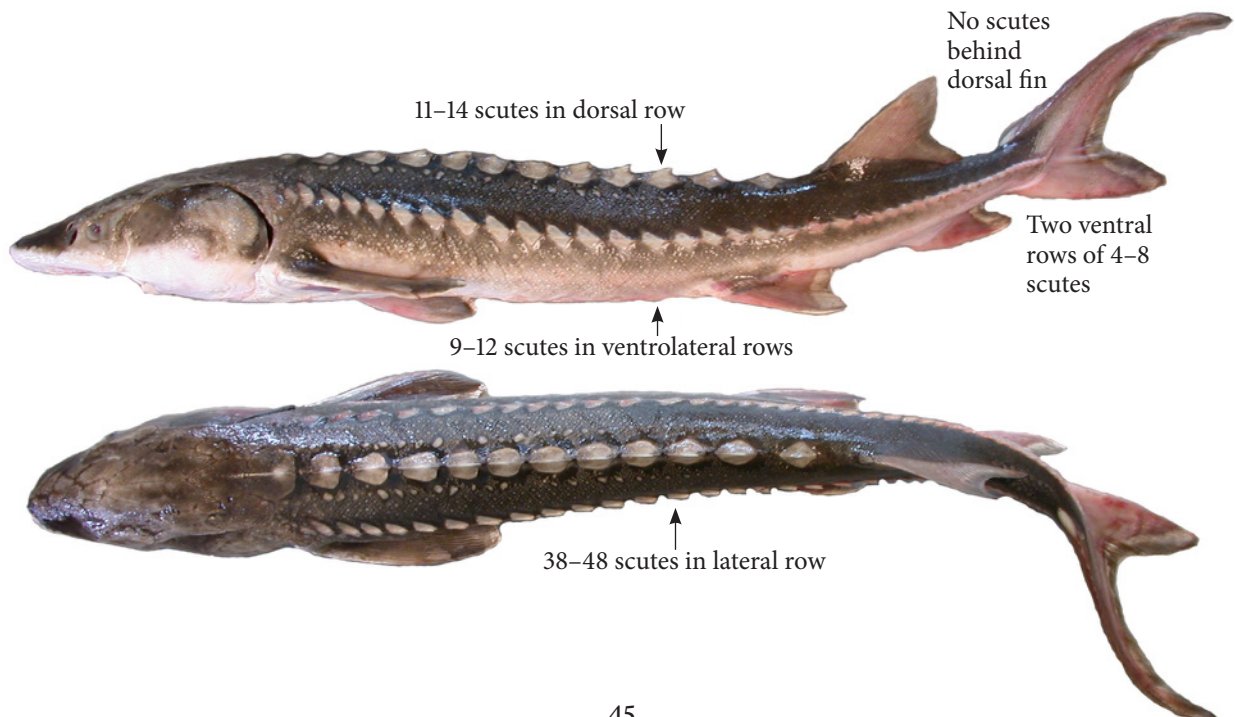 No scutes
behind
dorsal fin
11–14 scutes in dorsal row
Two ventral
rows of 4–8
scutes
9–12 scutes in ventrolateral rows
38–48 scutes in lateral row
45